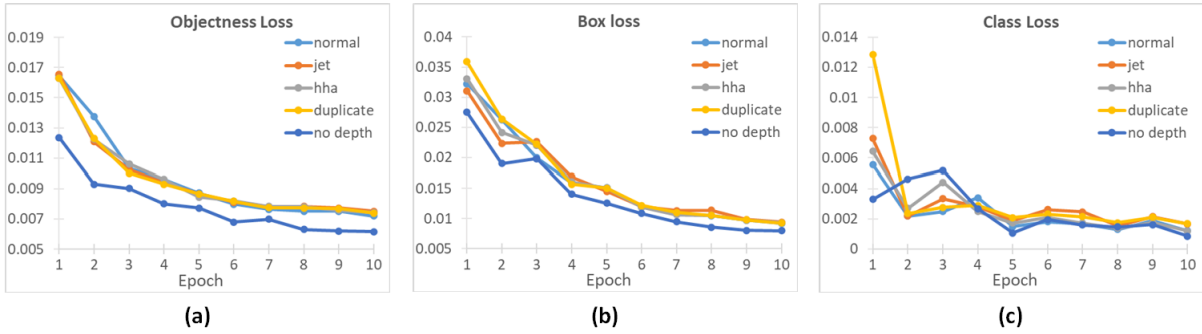 Objectness Loss
0.019
0.017
0.015
0.013
0.011
0.009
0.007
0.005
normal
jet
hha
duplicate
no depth
1 2 3 4 5 6 7 8 9 10
Epoch
(a)
Box loss
0.04
0.035
0.03
0.025
0.02
0.015
0.01
0.005
normal
jet
hha
duplicate
no depth
1 2 3 4 5 6 7 8 9 10
Epoch
(b)
Class Loss
0.014
0.012
0.01
0.008
0.006
0.004
0.002
0
normal
jet
hha
duplicate
no depth
1 2 3 4 5 6 7 8 9 10
Epoch
(c)